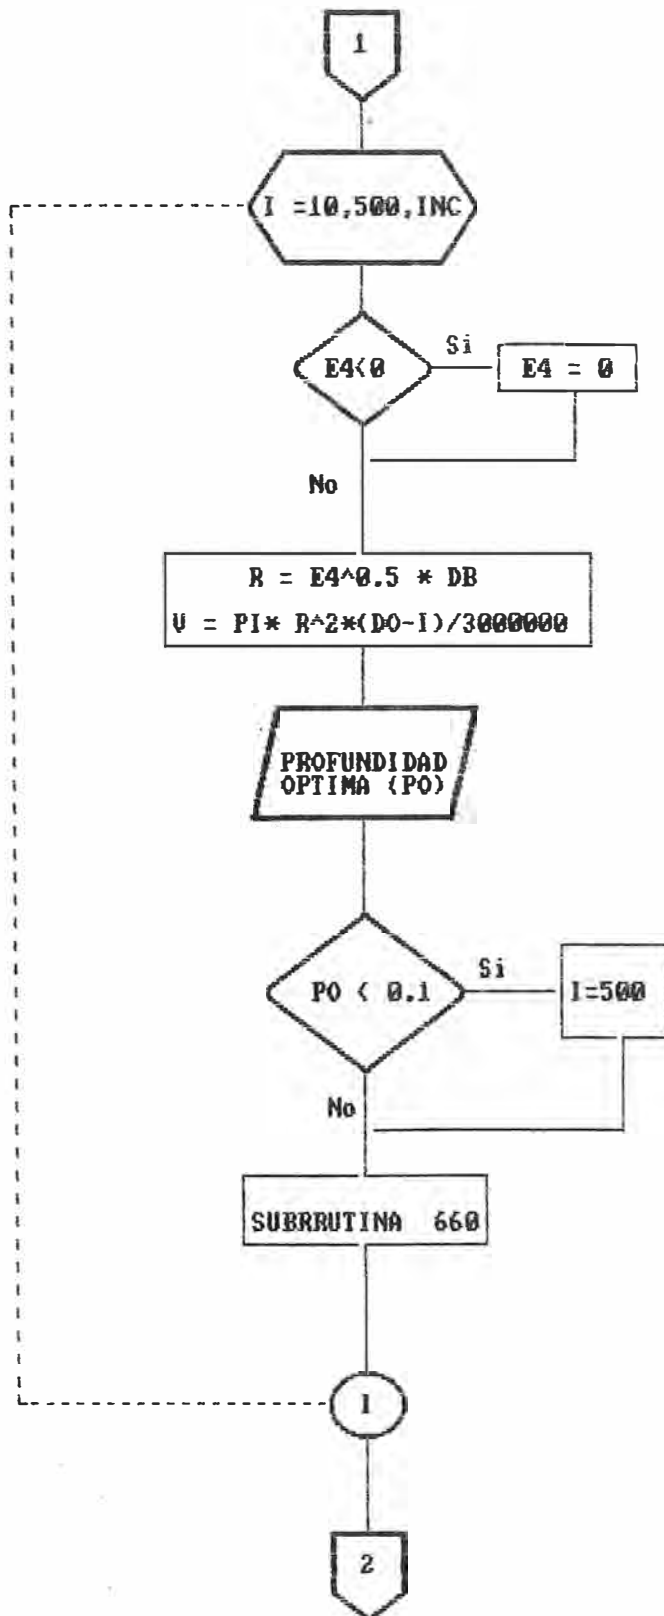 1
I =10,500,INC
E4<0
Si
E4 = 0
No
R = E4^0.5 * DB
V = PI* R^2*(DO-I)/3000000
PROFUNDIDAD
OPTIMA (PO)
PO < 0.1
Si
I=500
No
SUBRRUTINA 660
I
2